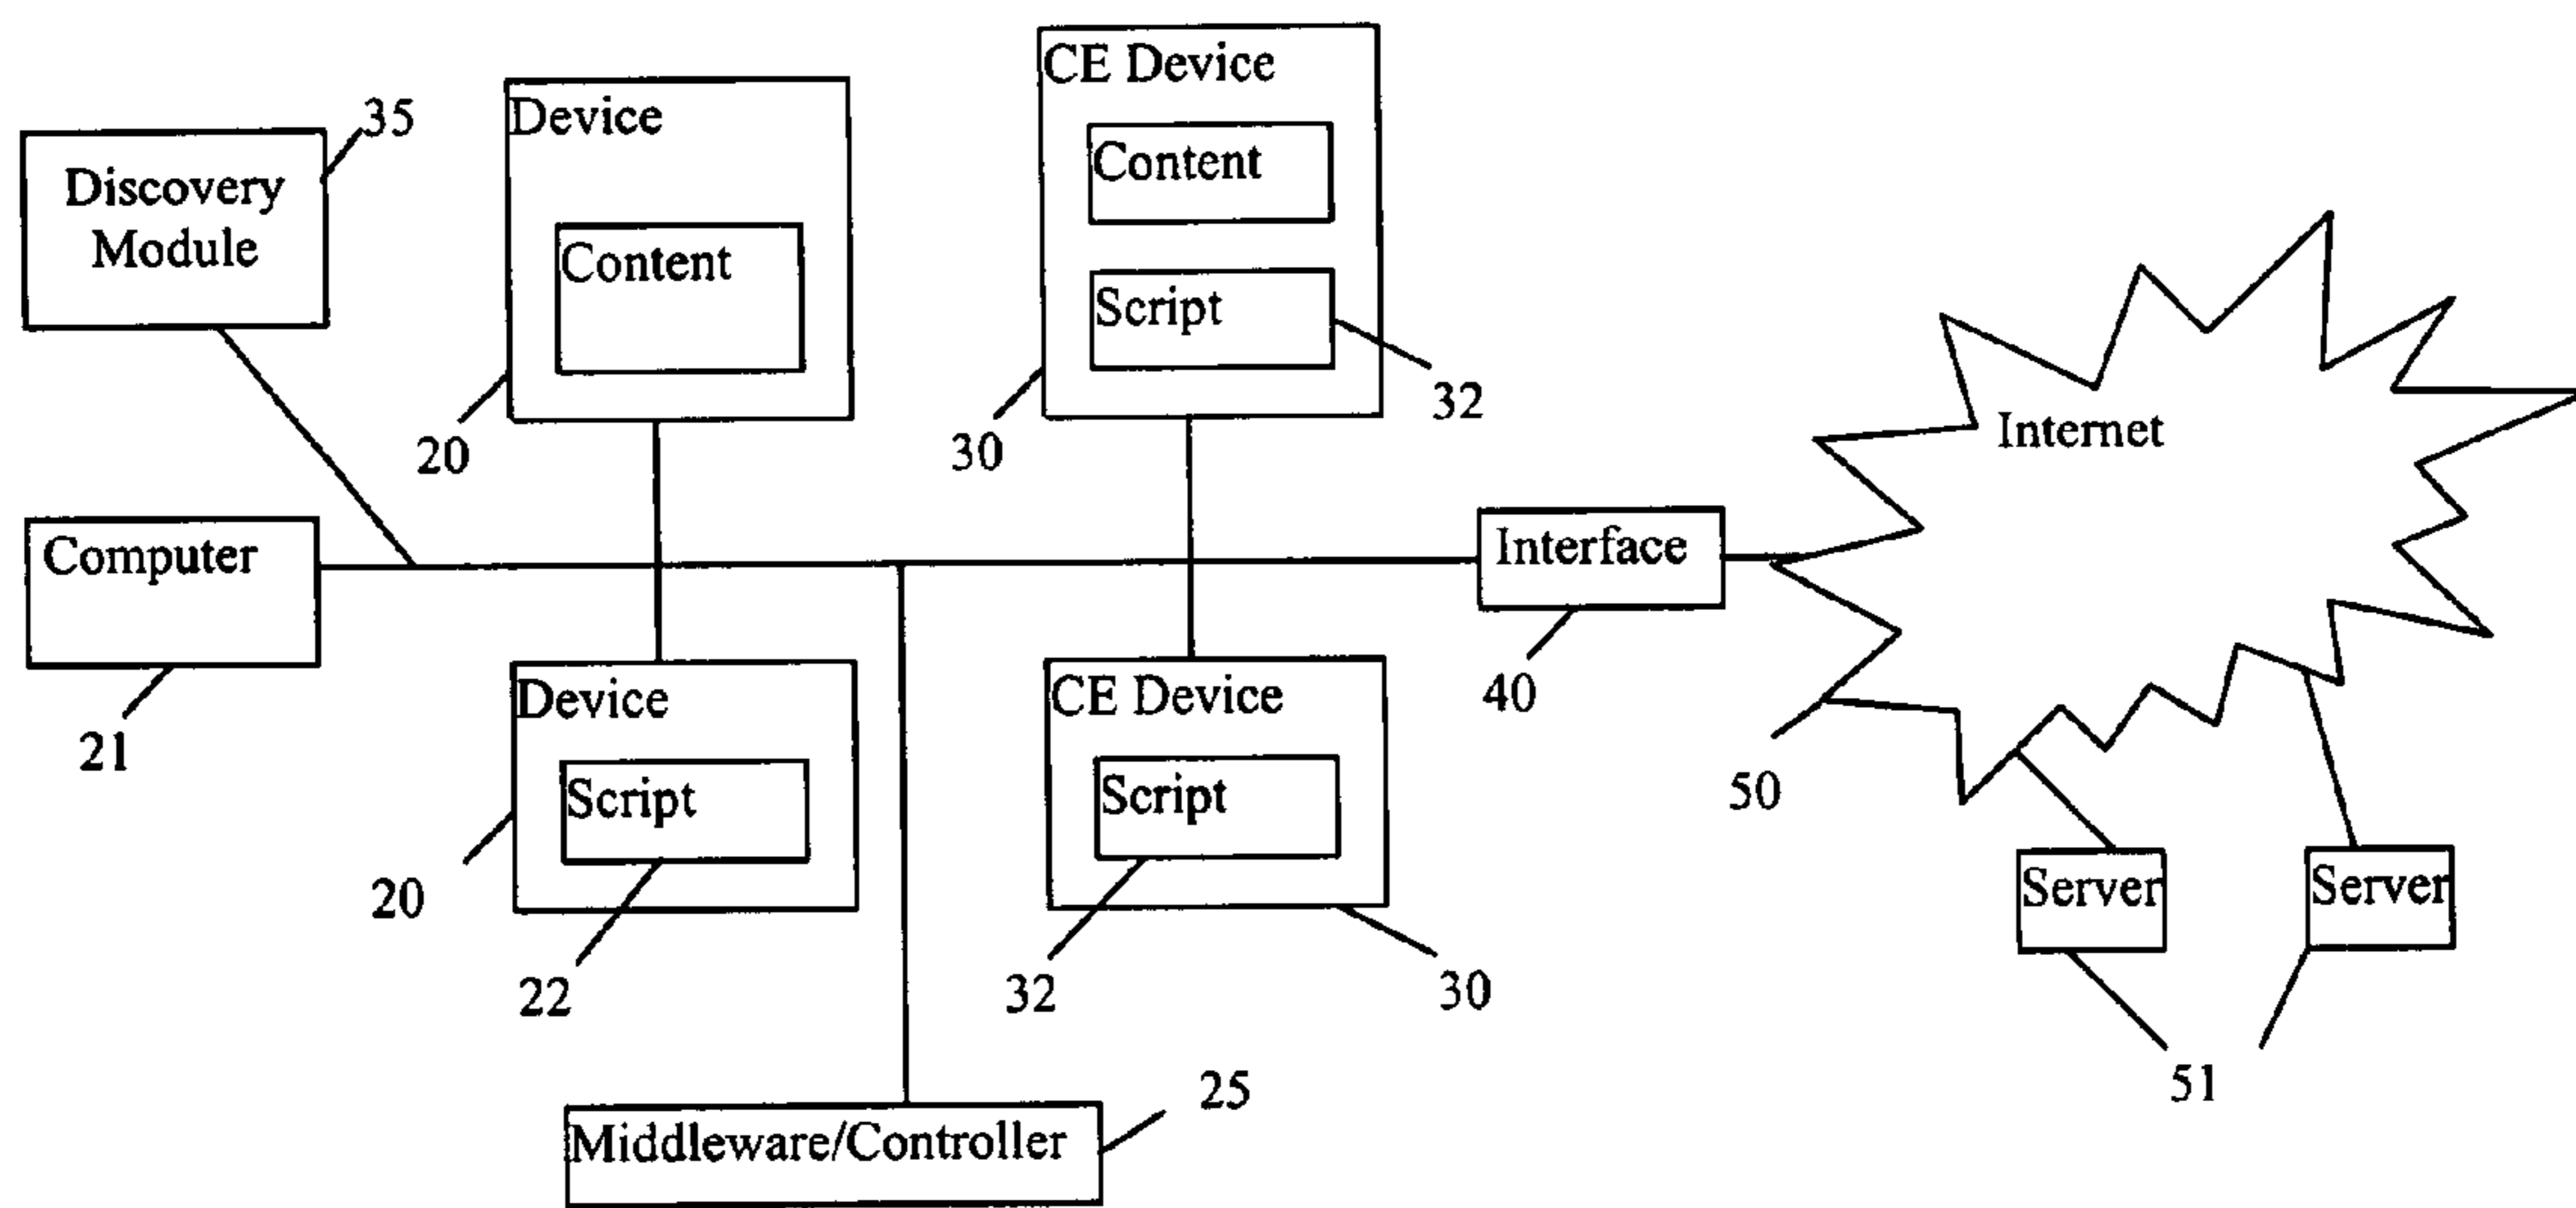 CE Device
Device
35
Content
Discovery
Module
Content
Script
32
20
30
Internet
Computer
Interface
21
Device
CE Device
40
Script
Script
50
20
Server
Server
22
32
30
51
25
Middleware/Controller